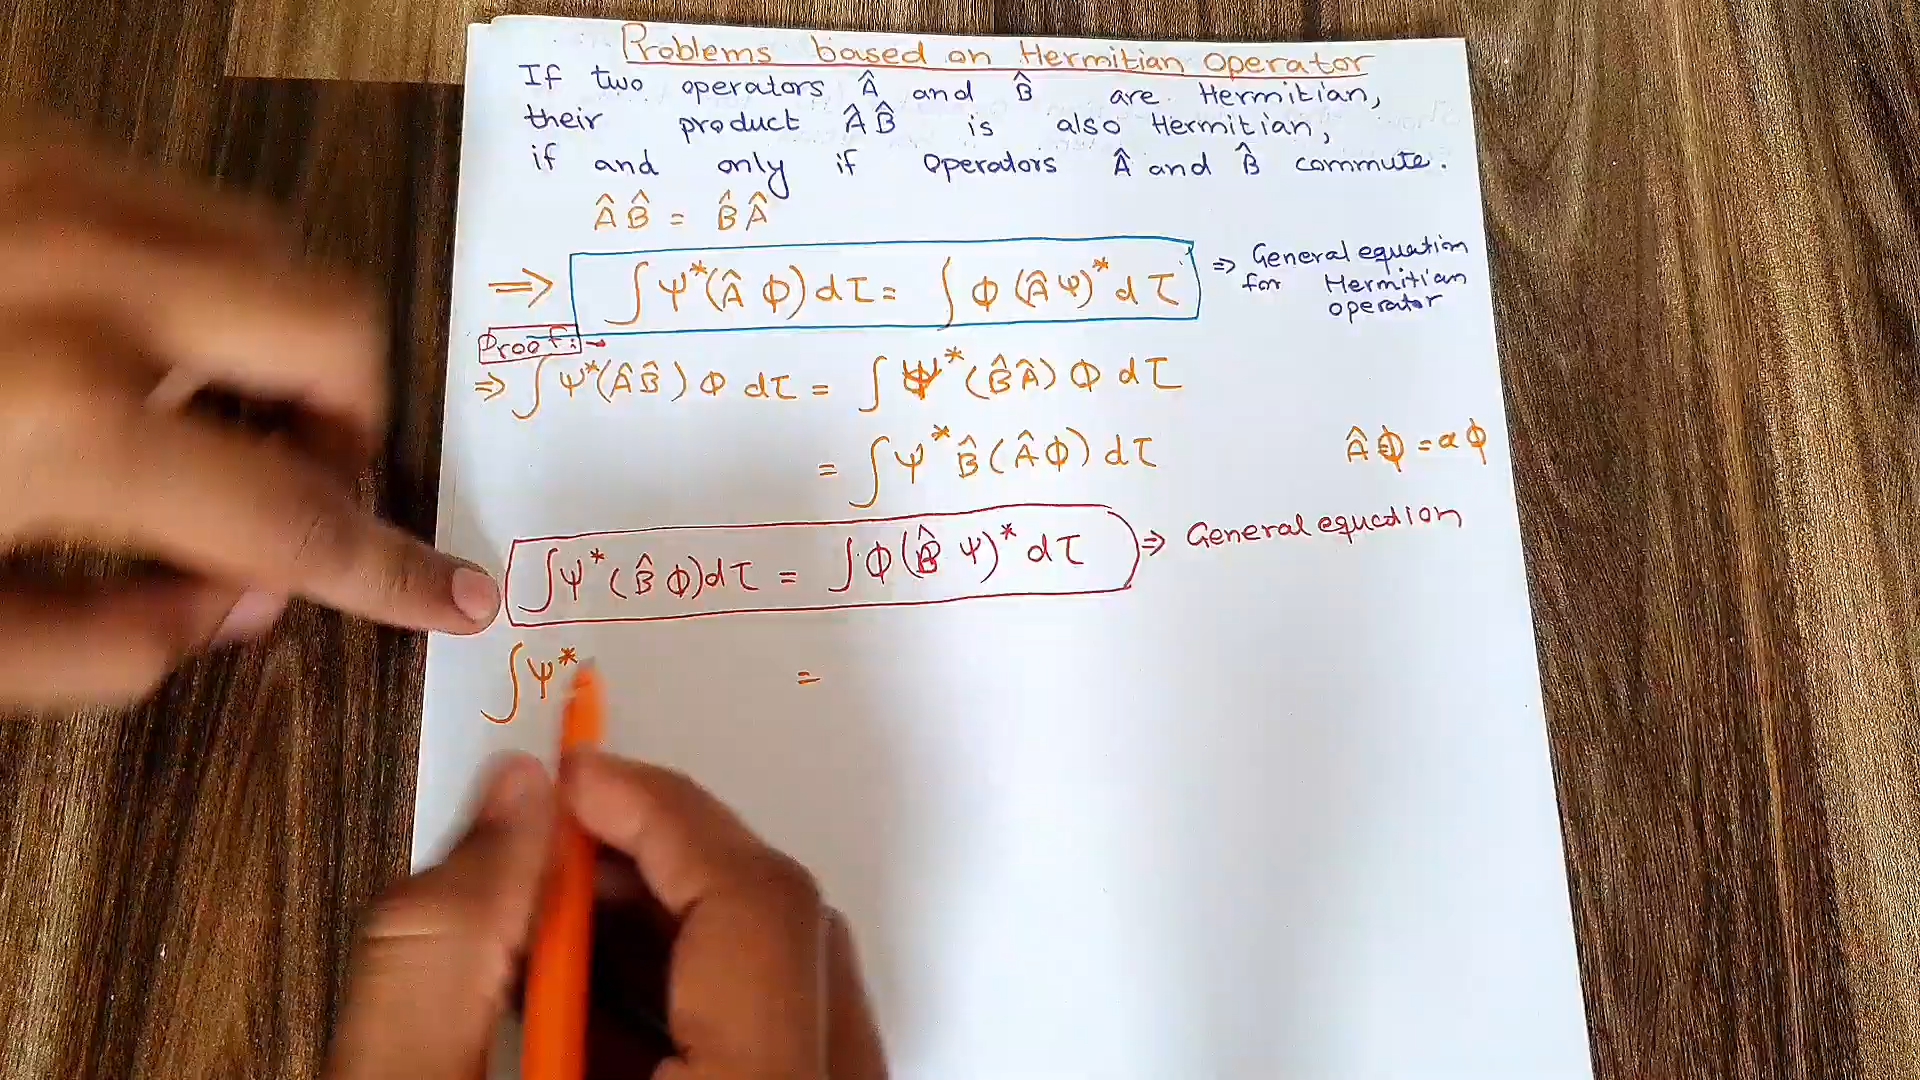 Problems based on Hermitian Operator
If two operators Â and B̂ are Hermitian,
their product ÂB̂ is also Hermitian,
if and only if operators Â and B̂ commute.
ÂB̂ = B̂Â
⇒ ∫ψ*(Âϕ)dτ = ∫ϕ(Âψ)*dτ ⇒ General equation
for Hermitian
operator
Proof:-
⇒ ∫ψ*(ÂB̂)ϕ dτ = ∫ψ*(B̂Â)ϕ dτ
= ∫ψ*B̂(Âϕ)dτ
Âϕ = αϕ
∫ψ*(B̂ϕ)dτ = ∫ϕ(B̂ψ)*dτ ⇒ General equation
∫ψ* =